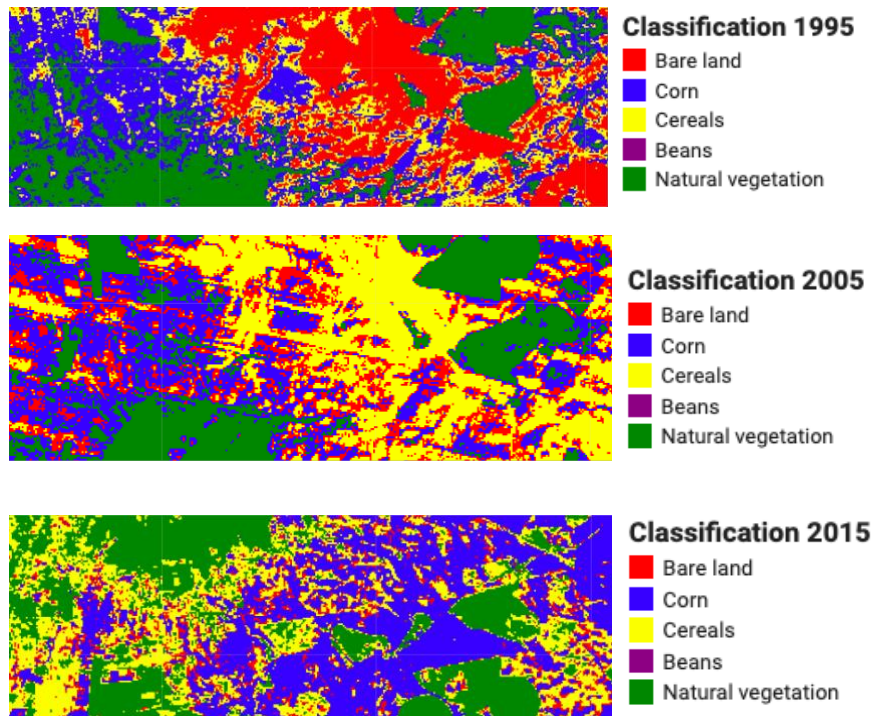 Classification 1995
Bare land
Corn
Cereals
Beans
Natural vegetation
Classification 2005
Bare land
Corn
Cereals
Beans
Natural vegetation
Classification 2015
Bare land
Corn
Cereals
Beans
Natural vegetation